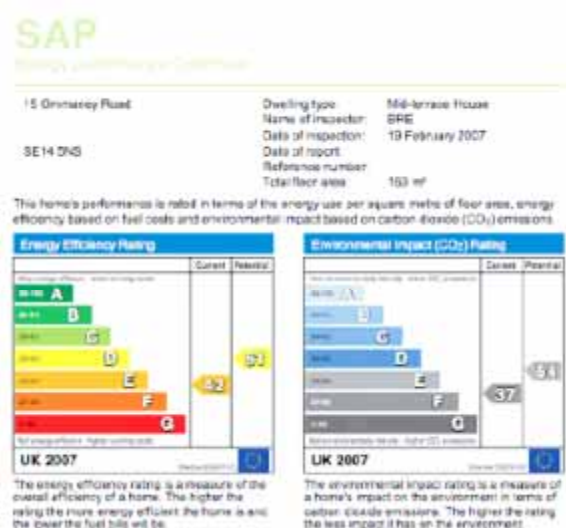 SAP
15 Ommaney Road
Dwelling type Mid-terrace House
Name of inspector: BRE
Date of inspection: 19 February 2007
SE14 5NS
Date of report
Reference number
Total floor area 163 m²
This home's performance is rated in terms of the energy use per square metre of floor area, energy
efficiency based on fuel costs and environmental impact based on carbon dioxide (CO₂) emissions
Energy Efficiency Rating
Current Potential
A
B
C
D
E
F
G
UK 2007
The energy efficiency rating is a measure of the
overall efficiency of a home. The higher the
rating the more energy efficient the home is and
the lower the fuel bills will be.
Environmental Impact (CO₂) Rating
Current Potential
A
B
C
D
E
F
G
37
UK 2007
The environmental impact rating is a measure of
a home's impact on the environment in terms of
carbon dioxide emissions. The higher the rating
the less impact it has on the environment